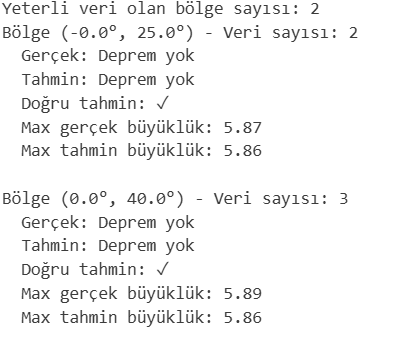 Yeterli veri olan bölge sayısı: 2
Bölge (-0.0°, 25.0°) - Veri sayısı: 2
  Gerçek: Deprem yok
  Tahmin: Deprem yok
  Doğru tahmin: ✓
  Max gerçek büyüklük: 5.87
  Max tahmin büyüklük: 5.86

Bölge (0.0°, 40.0°) - Veri sayısı: 3
  Gerçek: Deprem yok
  Tahmin: Deprem yok
  Doğru tahmin: ✓
  Max gerçek büyüklük: 5.89
  Max tahmin büyüklük: 5.86